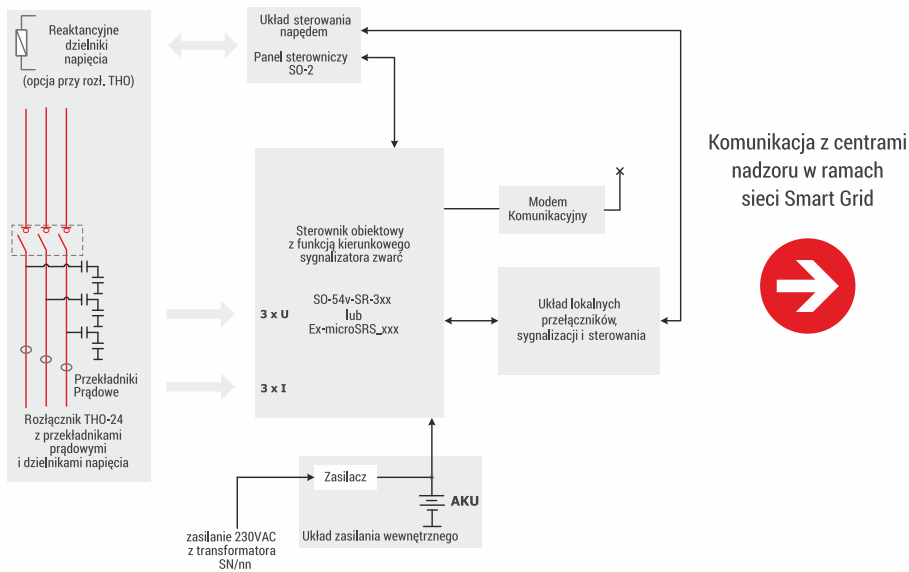 Reaktancyjne
dzielniki
napięcia
(opcja przy rozł. THO)
Przekładniki
Prądowe
Rozłącznik THO-24
z przekładnikami
prądowymi
i dzielnikami napięcia
Układ sterowania
napędem
Panel sterowniczy
SO-2
Sterownik obiektowy
z funkcją kierunkowego
sygnalizatora zwarć
SO-54v-SR-3xx
lub
Ex-microSRS_xxx
3 x U
3 x I
Modem
Komunikacyjny
Układ lokalnych
przełączników,
sygnalizacji i sterowania
Zasilacz
AKU
Układ zasilania wewnętrznego
zasilanie 230VAC
z transformatora
SN/nn
Komunikacja z centrami
nadzoru w ramach
sieci Smart Grid